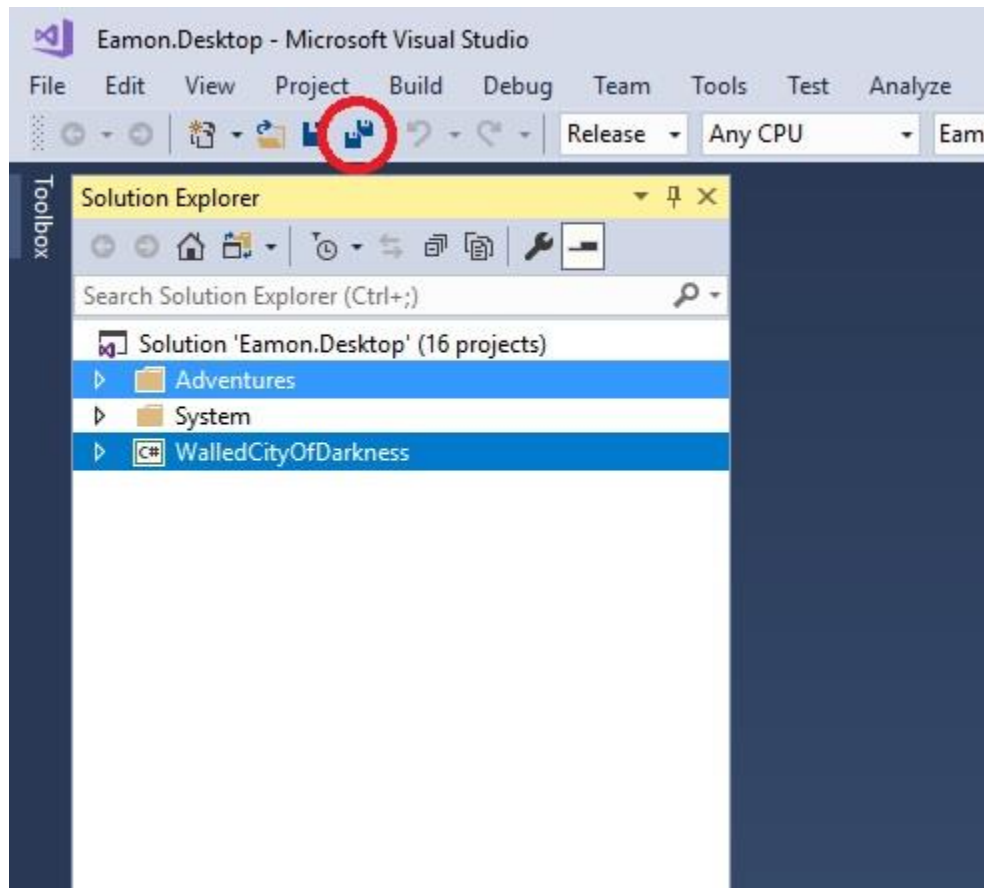 Eamon.Desktop - Microsoft Visual Studio
File Edit View Project Build Debug Team Tools Test Analyze
Release Any CPU Eam
Toolbox
Solution Explorer
Search Solution Explorer (Ctrl+;)
Solution 'Eamon.Desktop' (16 projects)
Adventures
System
C# WalledCityOfDarkness